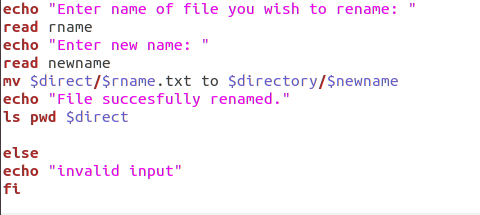 echo "Enter name of file you wish to rename: "
read rname
echo "Enter new name: "
read newname
mv $direct/$rname.txt to $directory/$newname
echo "File succesfully renamed."
ls pwd $direct
else
echo "invalid input"
fi